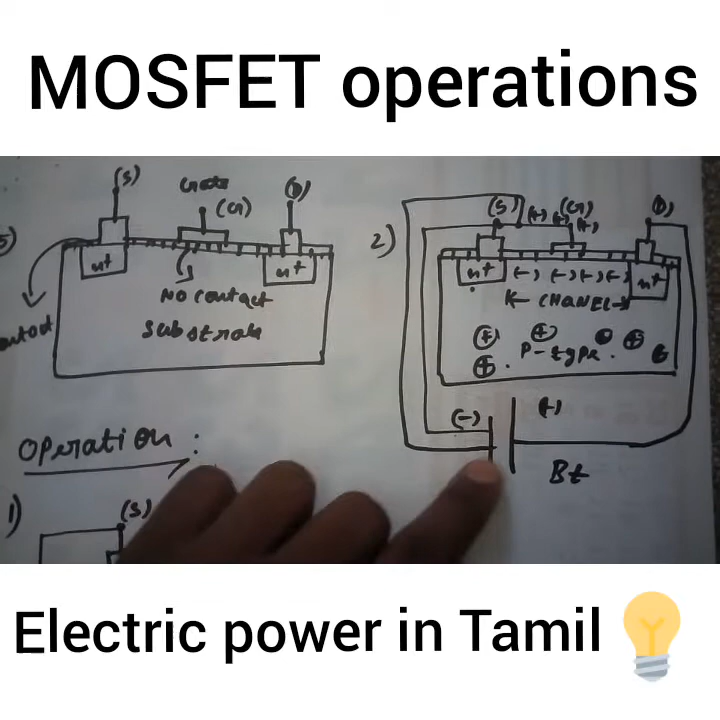 MOSFET operations
(S)
Gate
(G)
(D)
n+
n+
No contact
Substrate
Operation :
1)
(S)
2)
(S)
(+) (+) (+)
(G)
(D)
n+
(-) (-) (-) (-)
n+
K- CHANEL->
P-type.
(-)
(+)
Bt
Electric power in Tamil